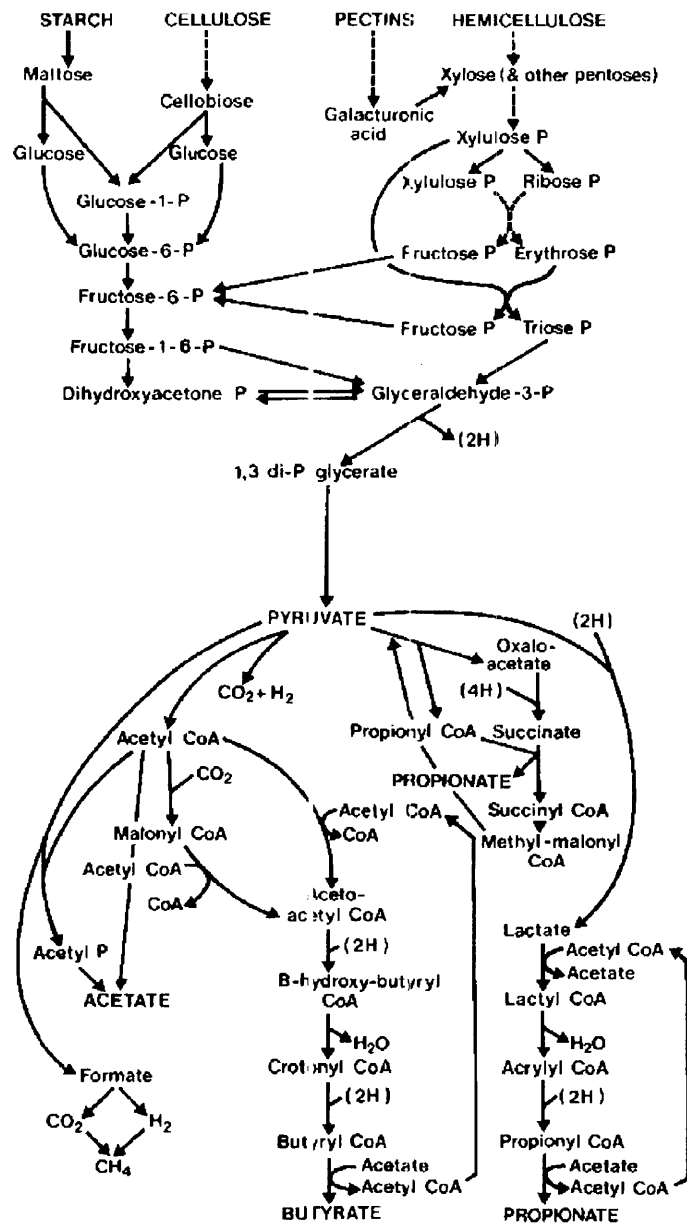 STARCH CELLULOSE PECTINS HEMICELLULOSE
Maltose Xylose (& other pentoses)
Cellobiose
Galacturonic
acid
Xylulose P
Glucose Glucose
Xylulose P Ribose P
Glucose-1-P
Glucose-6-P Fructose P Erythrose P
Fructose-6-P
Fructose P Triose P
Fructose-1-6-P
Dihydroxyacetone P Glyceraldehyde-3-P
(2H)
1,3 di-P glycerate
PYRUVATE (2H)
Oxalo-
acetate
CO2 + H2 (4H)
Acetyl CoA Propionyl CoA Succinate
CO2 PROPIONATE
Acetyl CoA Succinyl CoA
Malonyl CoA CoA Methyl-malonyl
CoA
Acetyl CoA
CoA
Aceto-
acetyl CoA
Lactate
Acetyl P (2H) Acetyl CoA
Acetate
ACETATE B-hydroxy-butyryl
CoA
Lactyl CoA
H2O H2O
Formate Crotonyl CoA Acrylyl CoA
(2H) (2H)
CO2 H2
Butyryl CoA Propionyl CoA
CH4 Acetate Acetate
Acetyl CoA Acetyl CoA
BUTYRATE PROPIONATE